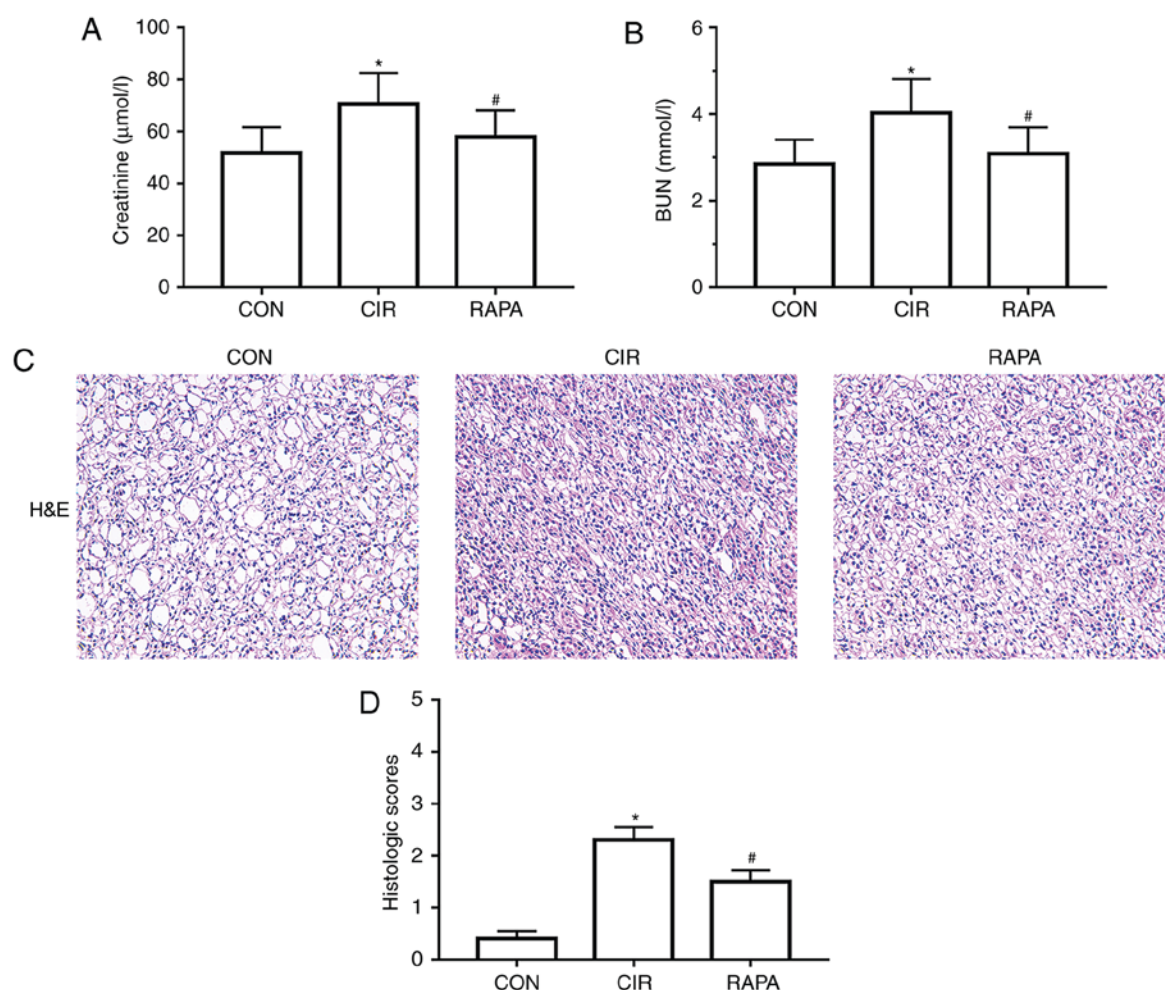 A
Creatinine (μmol/l)
100
80
60
40
20
0
*
#
CON
CIR
RAPA
B
BUN (mmol/l)
6
4
2
0
*
#
CON
CIR
RAPA
C
CON
CIR
RAPA
H&E
D
Histologic scores
5
4
3
2
1
0
*
#
CON
CIR
RAPA